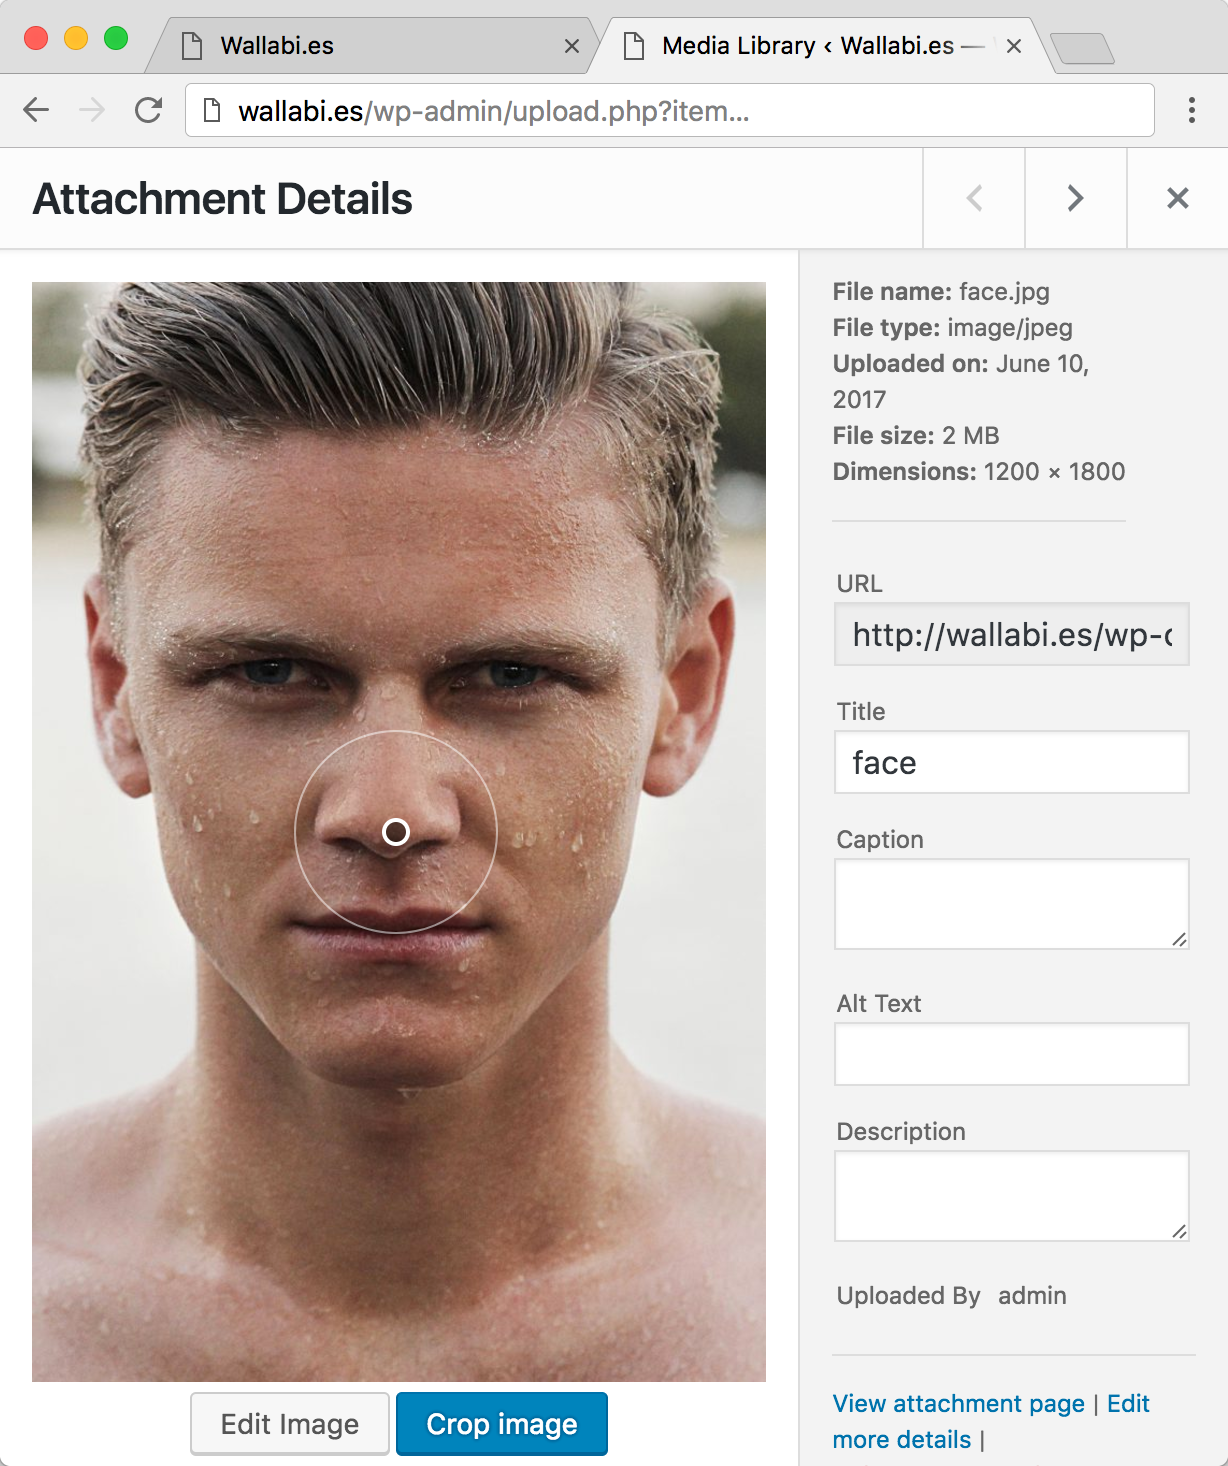 Wallabi.es
Media Library ‹ Wallabi.es —
wallabi.es/wp-admin/upload.php?item...
Attachment Details
File name: face.jpg
File type: image/jpeg
Uploaded on: June 10,
2017
File size: 2 MB
Dimensions: 1200 × 1800
URL
http://wallabi.es/wp-c
Title
face
Caption
Alt Text
Description
Uploaded By admin
View attachment page | Edit
more details |
Edit Image
Crop image